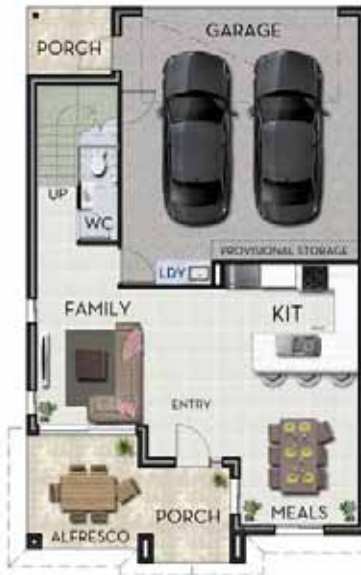 PORCH
GARAGE
UP
WC
PROVISIONAL STORAGE
LDY
FAMILY
KIT
ENTRY
MEALS
PORCH
ALFRESCO